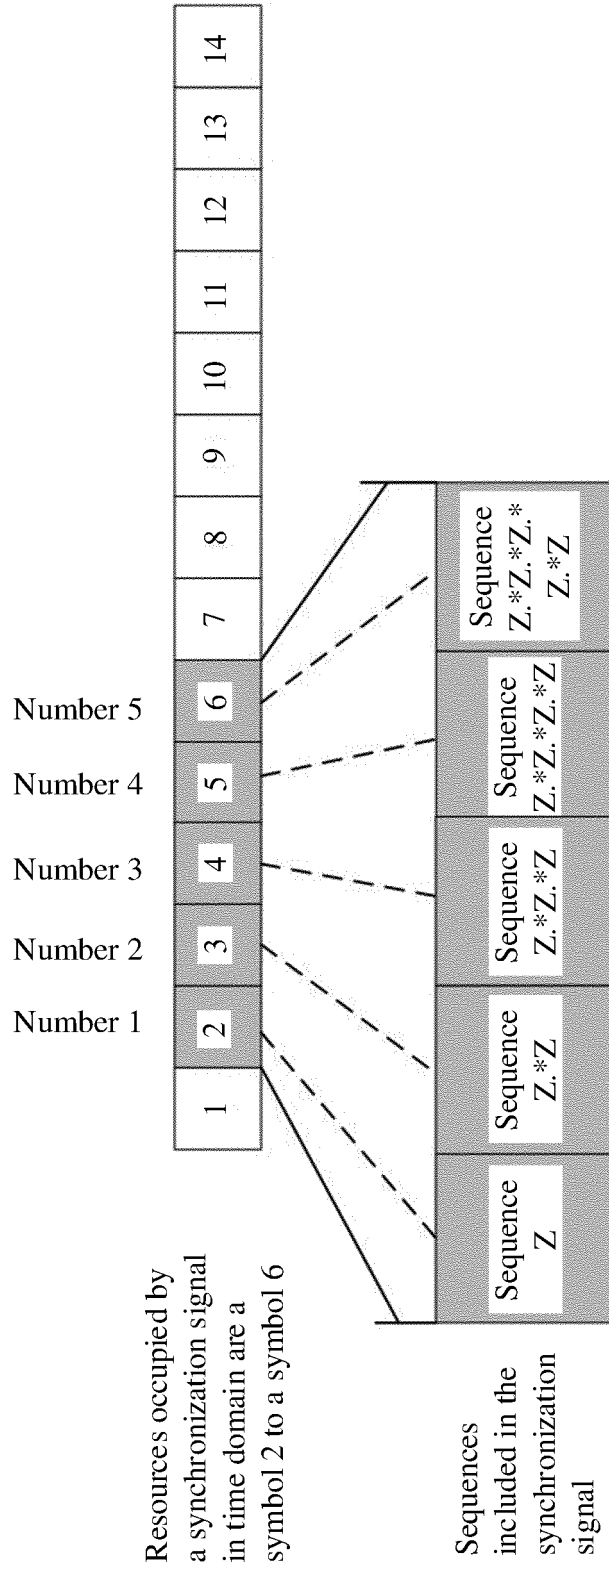 Number 1
Number 2
Number 3
Number 4
Number 5
Resources occupied by
a synchronization signal
in time domain are a
symbol 2 to a symbol 6
1
2
3
4
5
6
7
8
9
10
11
12
13
14
Sequences
included in the
synchronization
signal
Sequence
Z
Sequence
Z.*Z
Sequence
Z.*Z.*Z
Sequence
Z.*Z.*Z.*Z
Sequence
Z.*Z.*Z.*
Z.*Z